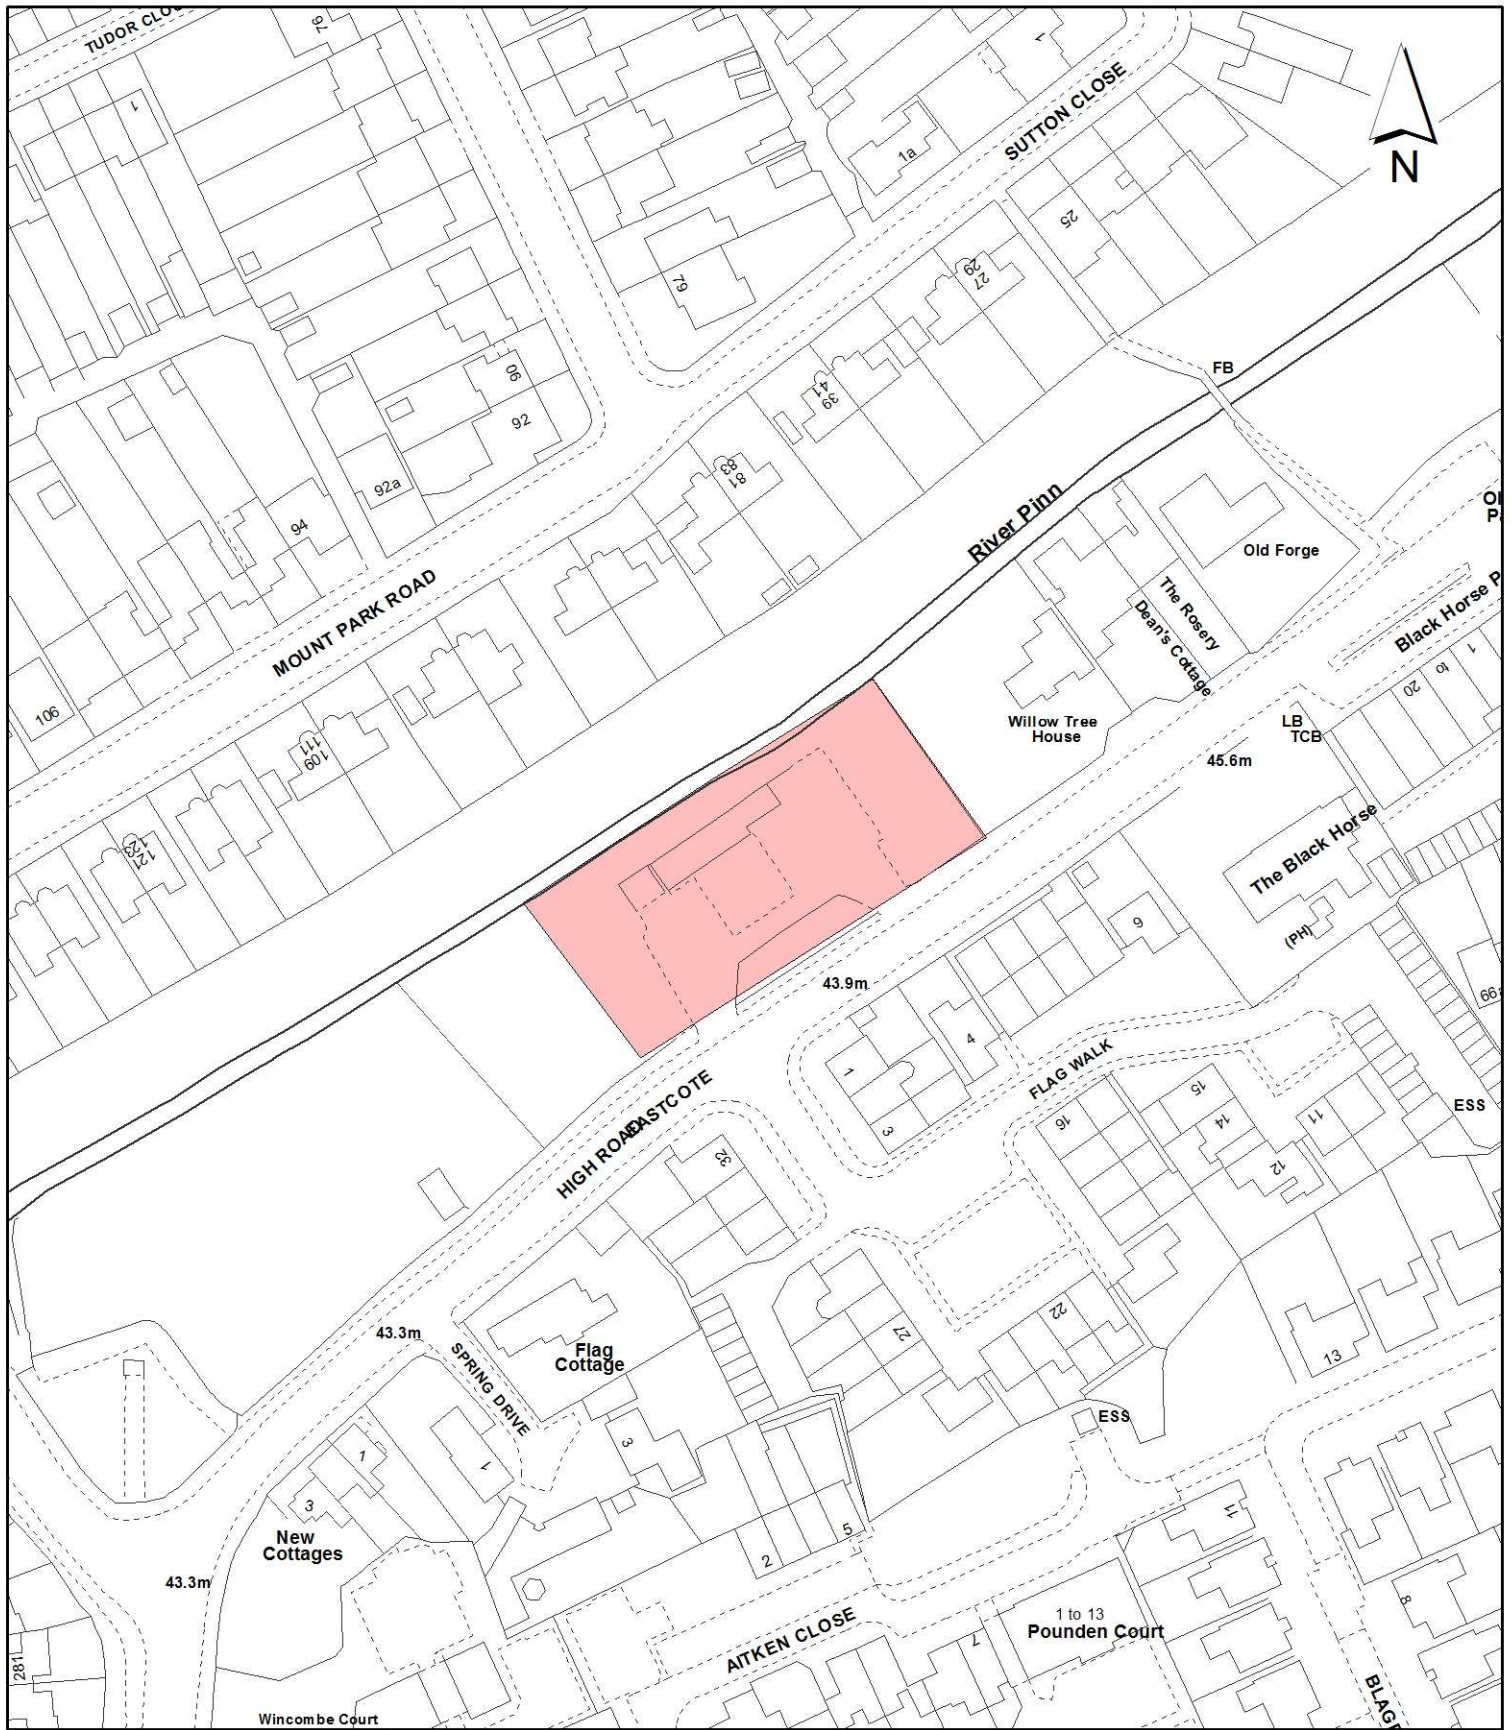 TUDOR CLO
76
1
1
SUTTON CLOSE
N
1a
25
79
29
27
FB
90
92
41
39
92a
83
81
94
River Pinn
Old Forge
The Rosery
Dean's Cottage
MOUNT PARK ROAD
Black Horse P
1
to
20
106
Willow Tree
House
LB
TCB
45.6m
111
109
The Black Horse
(PH)
123
121
6
43.9m
99a
1
4
3
FLAG WALK
HIGH ROAD
EASTCOTE
16
15
14
11
12
ESS
32
22
27
13
43.3m
Flag
Cottage
SPRING DRIVE
ESS
3
1
1
3
New
Cottages
2
5
11
43.3m
1 to 13
Pounden Court
AITKEN CLOSE
7
8
281
BLAG
Wincombe Court